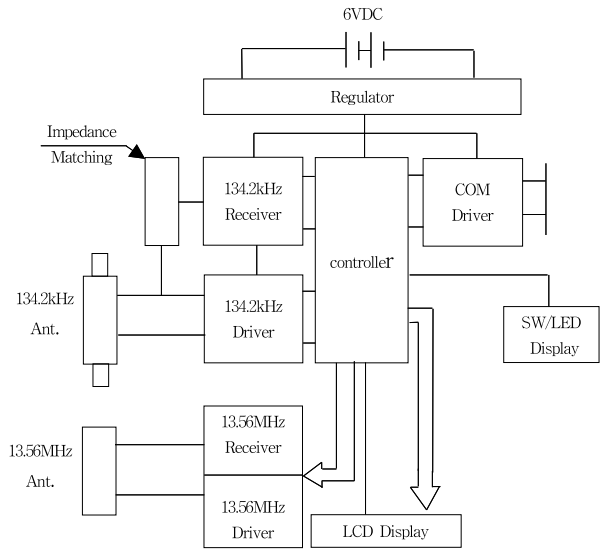 6VDC
Regulator
Impedance
Matching
134.2kHz
Receiver
COM
Driver
controller
134.2kHz
Ant.
134.2kHz
Driver
SW/LED
Display
13.56MHz
Receiver
13.56MHz
Ant.
13.56MHz
Driver
LCD Display